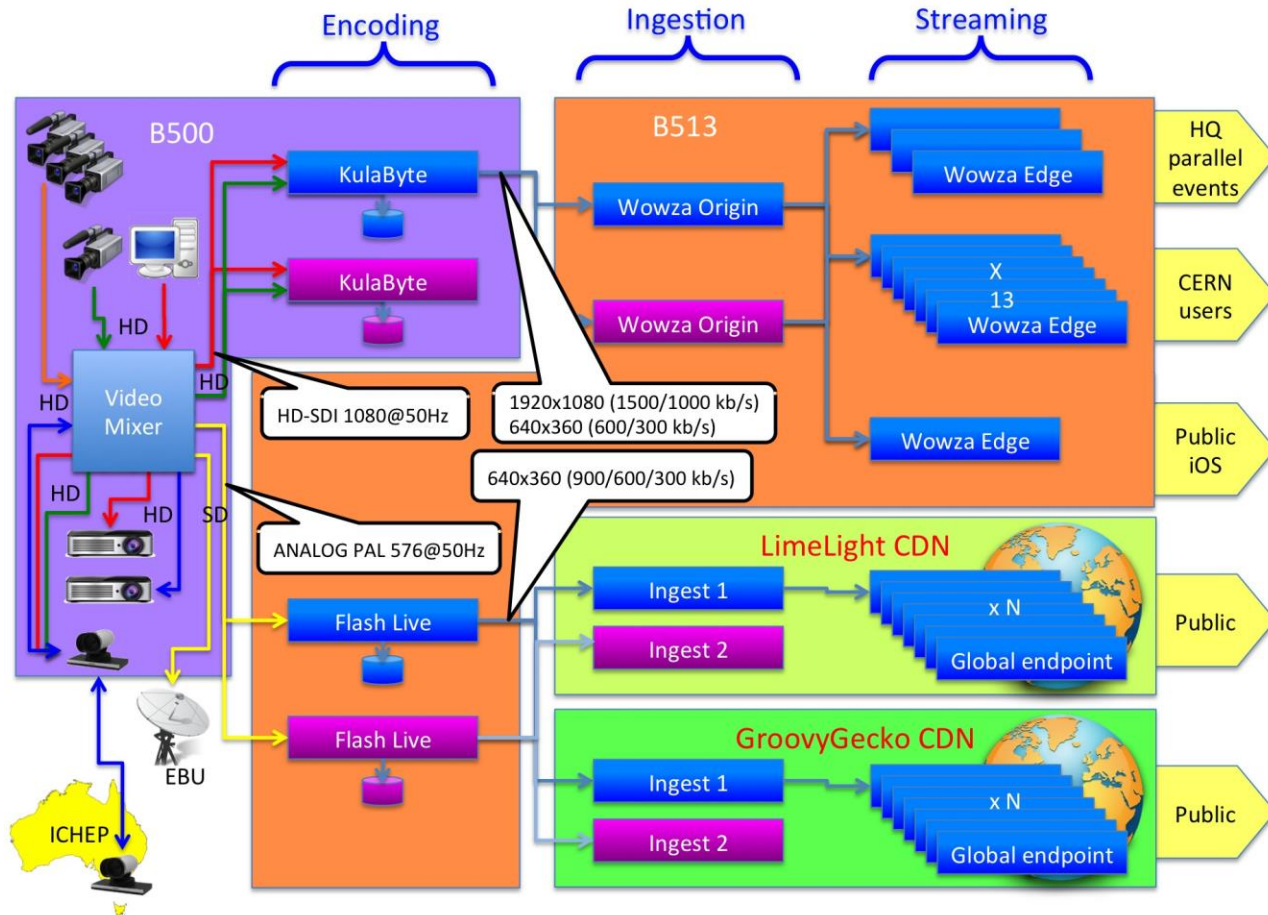 Encoding
Ingestion
Streaming
B500
B513
KulaByte
KulaByte
Wowza Origin
Wowza Origin
Wowza Edge
X
13
Wowza Edge
Wowza Edge
HQ
parallel
events
CERN
users
Public
iOS
HD
HD
HD
Video
Mixer
HD
HD
SD
HD-SDI 1080@50Hz
1920x1080 (1500/1000 kb/s)
640x360 (600/300 kb/s)
640x360 (900/600/300 kb/s)
ANALOG PAL 576@50Hz
Flash Live
Flash Live
EBU
ICHEP
LimeLight CDN
Ingest 1
Ingest 2
x N
Global endpoint
Public
GroovyGecko CDN
Ingest 1
Ingest 2
x N
Global endpoint
Public